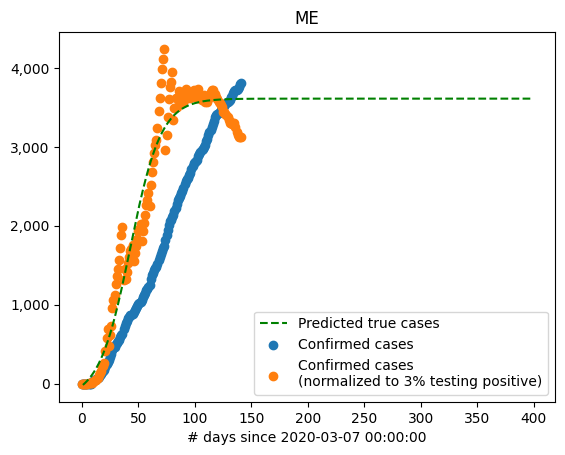 ME
4,000
3,000
2,000
1,000
0
Predicted true cases
Confirmed cases
Confirmed cases
(normalized to 3% testing positive)
0 50 100 150 200 250 300 350 400
# days since 2020-03-07 00:00:00